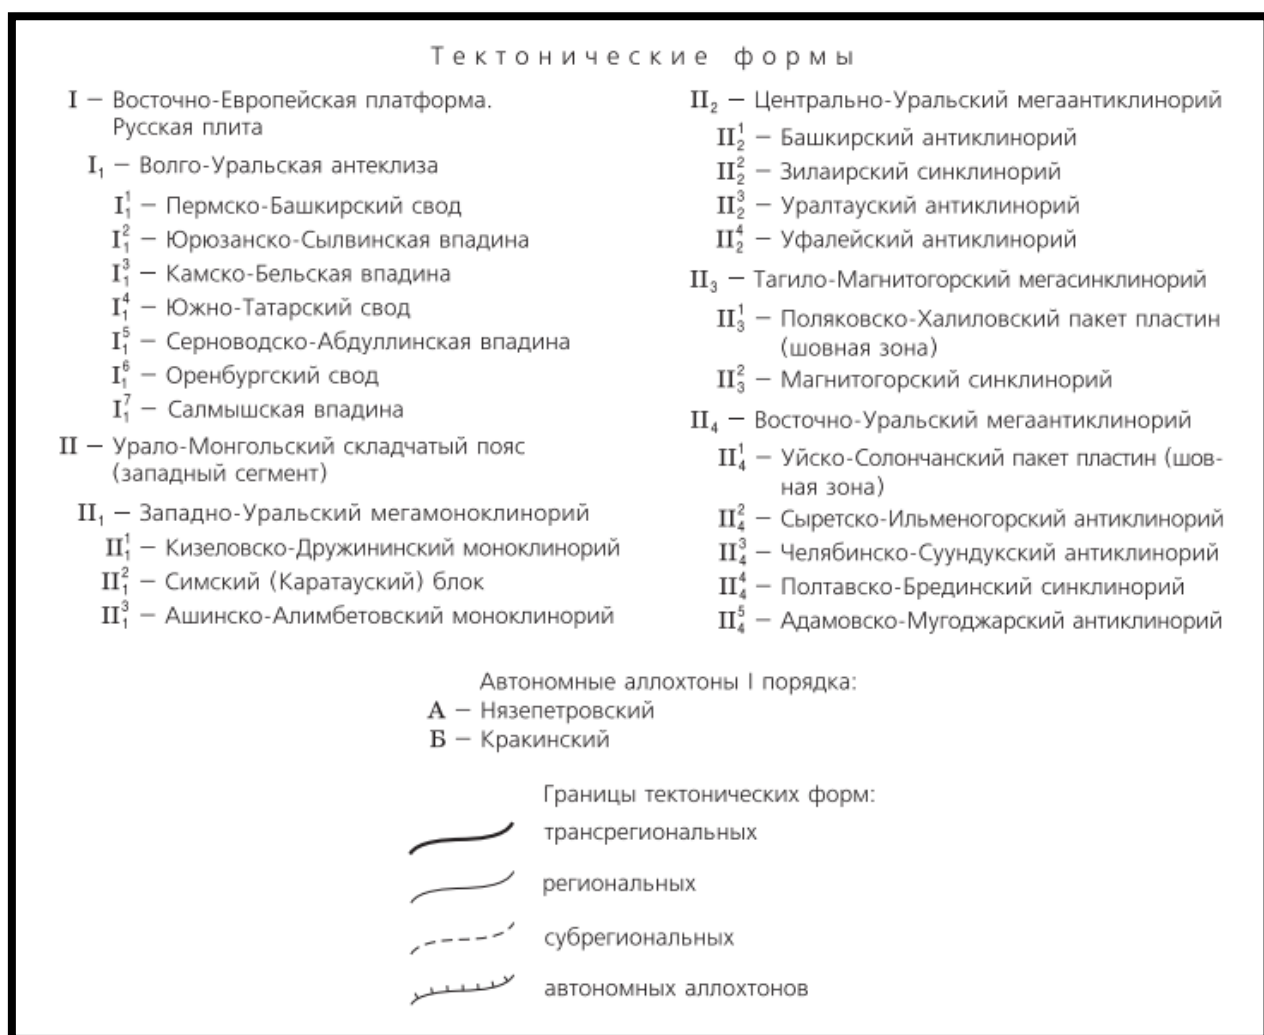 Тектонические формы
I – Восточно-Европейская платформа.
Русская плита
I₁ – Волго-Уральская антеклиза
I₁¹ – Пермско-Башкирский свод
I₁² – Юрюзанско-Сылвинская впадина
I₁³ – Камско-Бельская впадина
I₁⁴ – Южно-Татарский свод
I₁⁵ – Серноводско-Абдуллинская впадина
I₁⁶ – Оренбургский свод
I₁⁷ – Салмышская впадина
II – Урало-Монгольский складчатый пояс
(западный сегмент)
II₁ – Западно-Уральский мегамоноклинорий
II₁¹ – Кизеловско-Дружининский моноклинорий
II₁² – Симский (Каратауский) блок
II₁³ – Ашинско-Алимбетовский моноклинорий
II₂ – Центрально-Уральский мегаантиклинорий
II₂¹ – Башкирский антиклинорий
II₂² – Зилаирский синклинорий
II₂³ – Уралтауский антиклинорий
II₂⁴ – Уфалейский антиклинорий
II₃ – Тагило-Магнитогорский мегасинклинорий
II₃¹ – Поляковско-Халиловский пакет пластин
(шовная зона)
II₃² – Магнитогорский синклинорий
II₄ – Восточно-Уральский мегаантиклинорий
II₄¹ – Уйско-Солончанский пакет пластин (шов-
ная зона)
II₄² – Сыретско-Ильменогорский антиклинорий
II₄³ – Челябинско-Суундукский антиклинорий
II₄⁴ – Полтавско-Брединский синклинорий
II₄⁵ – Адамовско-Мугоджарский антиклинорий
Автономные аллохтоны I порядка:
А – Нязепетровский
Б – Кракинский
Границы тектонических форм:
трансрегиональных
региональных
субрегиональных
автономных аллохтонов